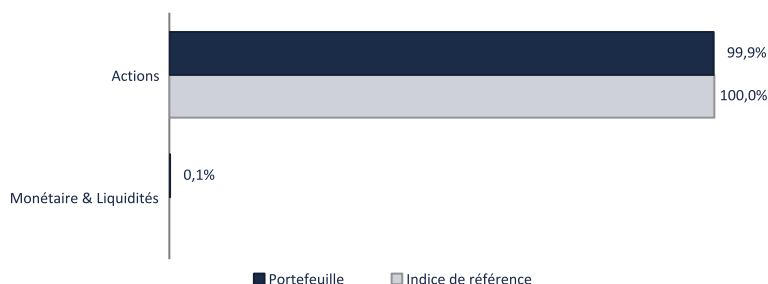 99,9%
Actions
100,0%
0,1%
Monétaire & Liquidités
Portefeuille Indice de référence